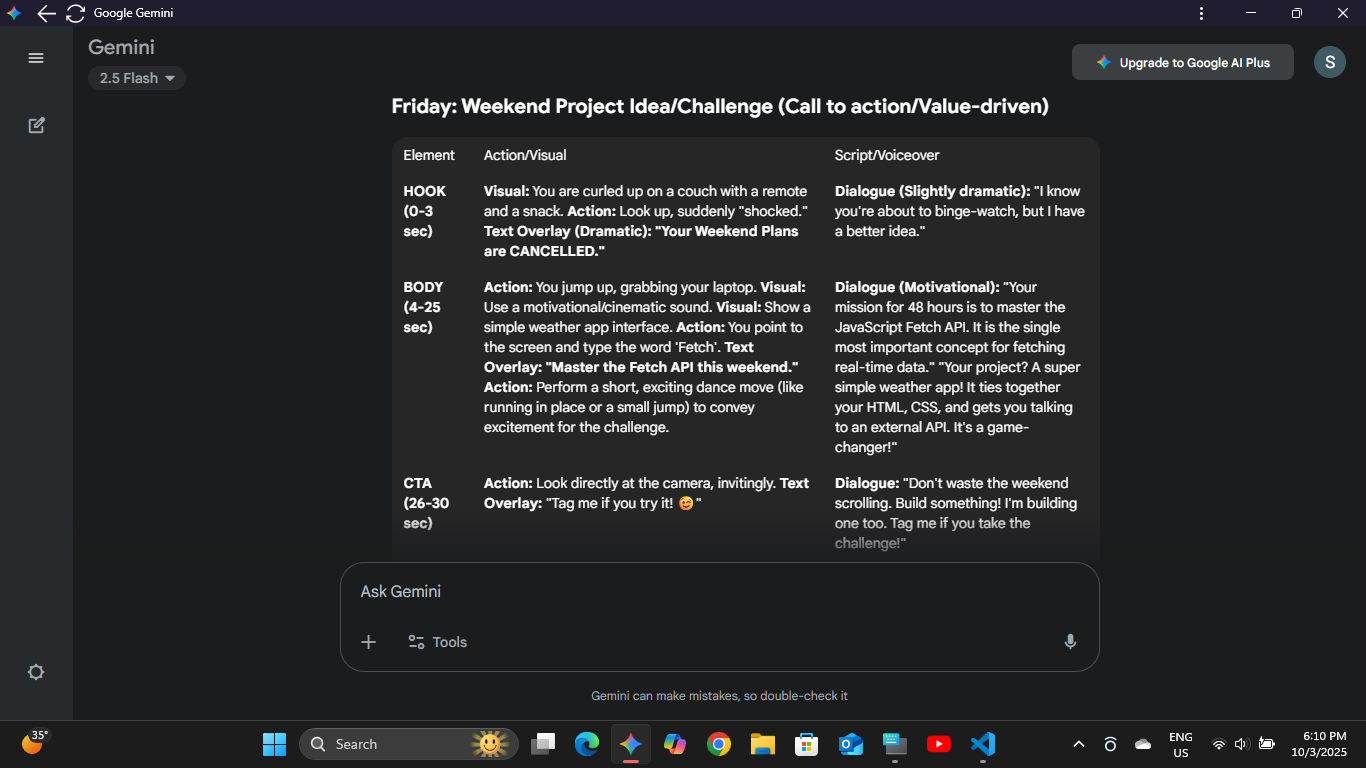 Google Gemini
Gemini
2.5 Flash
Upgrade to Google AI Plus
S
Friday: Weekend Project Idea/Challenge (Call to action/Value-driven)
Element
Action/Visual
Script/Voiceover
HOOK
(0-3
sec)
Visual: You are curled up on a couch with a remote
and a snack. Action: Look up, suddenly "shocked."
Text Overlay (Dramatic): "Your Weekend Plans
are CANCELLED."
Dialogue (Slightly dramatic): "I know
you're about to binge-watch, but I have
a better idea."
BODY
(4-25
sec)
Action: You jump up, grabbing your laptop. Visual:
Use a motivational/cinematic sound. Visual: Show a
simple weather app interface. Action: You point to
the screen and type the word 'Fetch'. Text
Overlay: "Master the Fetch API this weekend."
Action: Perform a short, exciting dance move (like
running in place or a small jump) to convey
excitement for the challenge.
Dialogue (Motivational): "Your
mission for 48 hours is to master the
JavaScript Fetch API. It is the single
most important concept for fetching
real-time data." "Your project? A super
simple weather app! It ties together
your HTML, CSS, and gets you talking
to an external API. It's a game-
changer!"
CTA
(26-30
sec)
Action: Look directly at the camera, invitingly. Text
Overlay: "Tag me if you try it! 😊"
Dialogue: "Don't waste the weekend
scrolling. Build something! I'm building
one too. Tag me if you take the
challenge!"
Ask Gemini
Tools
Gemini can make mistakes, so double-check it
35°
Search
ENG
US
6:10 PM
10/3/2025